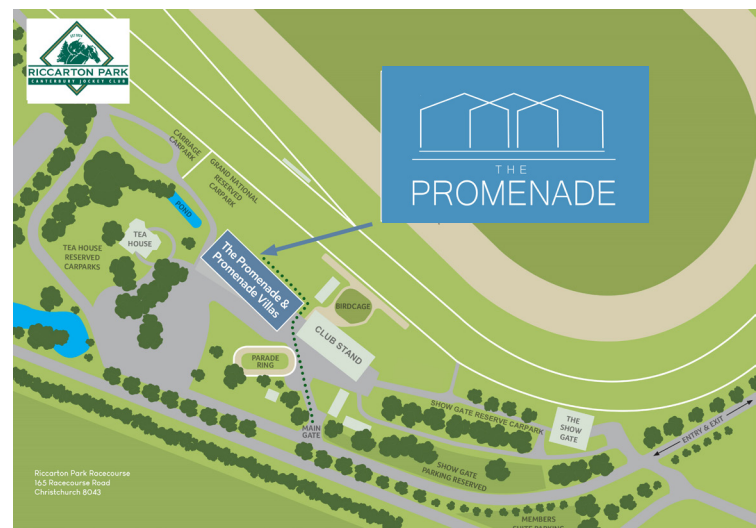 EST 1854
RICCARTON PARK
CANTERBURY JOCKEY CLUB
THE
PROMENADE
CARRIAGE
CARPARK
GRAND NATIONAL
RESERVED
CARPARK
POND
TEA
HOUSE
TEA HOUSE
RESERVED
CARPARKS
The Promenade &
Promenade Villas
BIRDCAGE
CLUB STAND
PARADE
RING
MAIN
GATE
SHOW GATE RESERVE CARPARK
THE
SHOW
GATE
ENTRY & EXIT
SHOW GATE
PARKING RESERVED
MEMBERS
SUITE PARKING
Riccarton Park Racecourse
165 Racecourse Road
Christchurch 8043